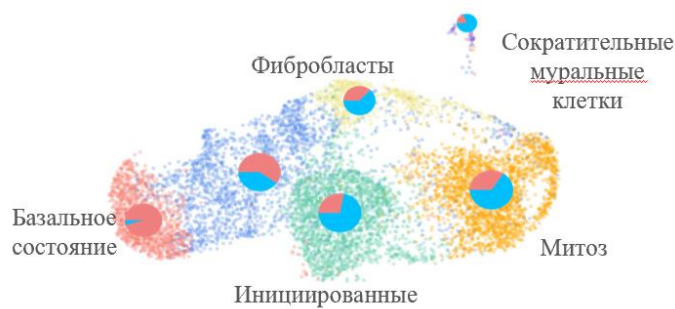 Сократительные
муральные
клетки
Фибробласты
Базальное
состояние
Митоз
Инициированные